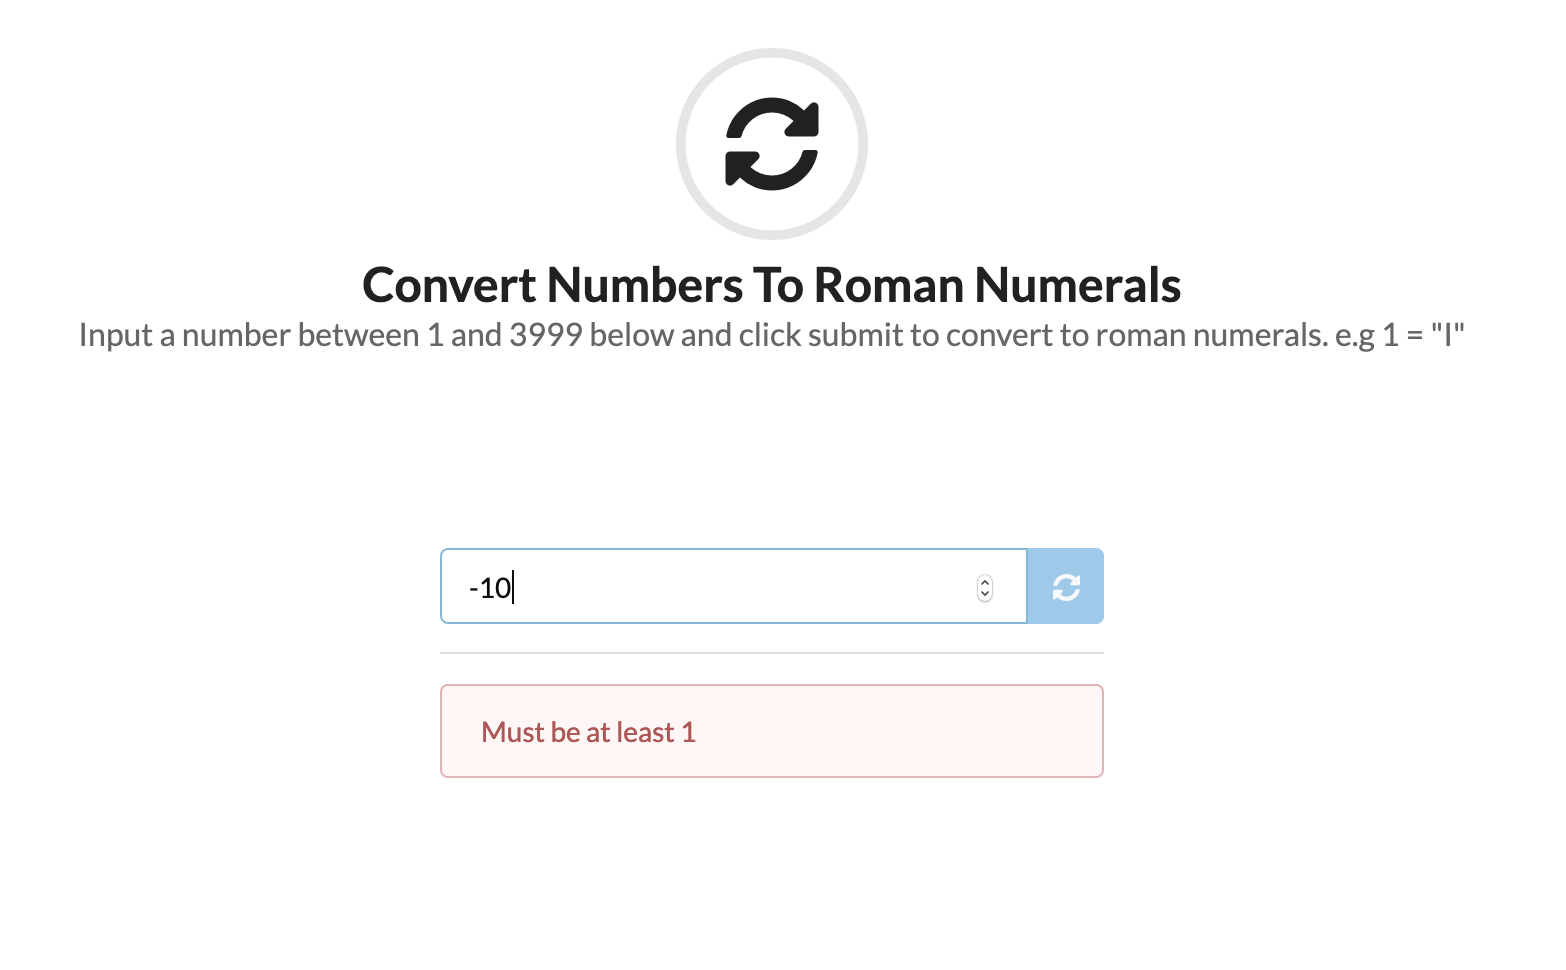 Convert Numbers To Roman Numerals
Input a number between 1 and 3999 below and click submit to convert to roman numerals. e.g 1 = "I"
-10
Must be at least 1